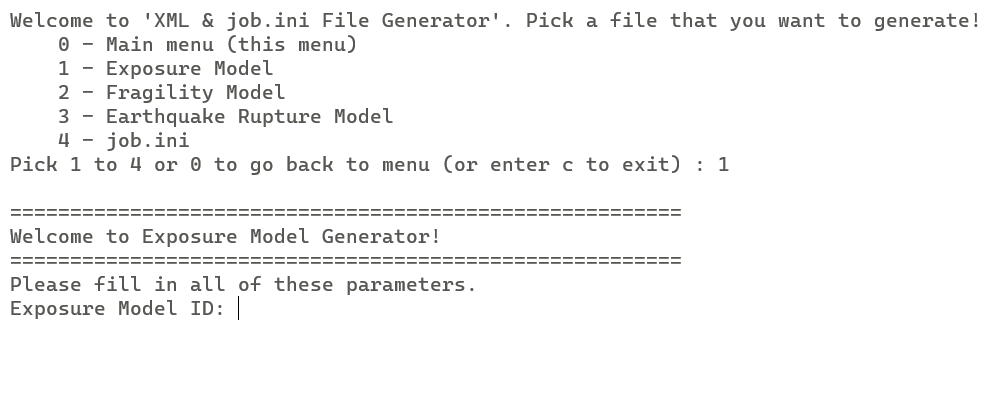 Welcome to 'XML & job.ini File Generator'. Pick a file that you want to generate!
    0 - Main menu (this menu)
    1 - Exposure Model
    2 - Fragility Model
    3 - Earthquake Rupture Model
    4 - job.ini
Pick 1 to 4 or 0 to go back to menu (or enter c to exit) : 1
========================================================
Welcome to Exposure Model Generator!
========================================================
Please fill in all of these parameters.
Exposure Model ID: